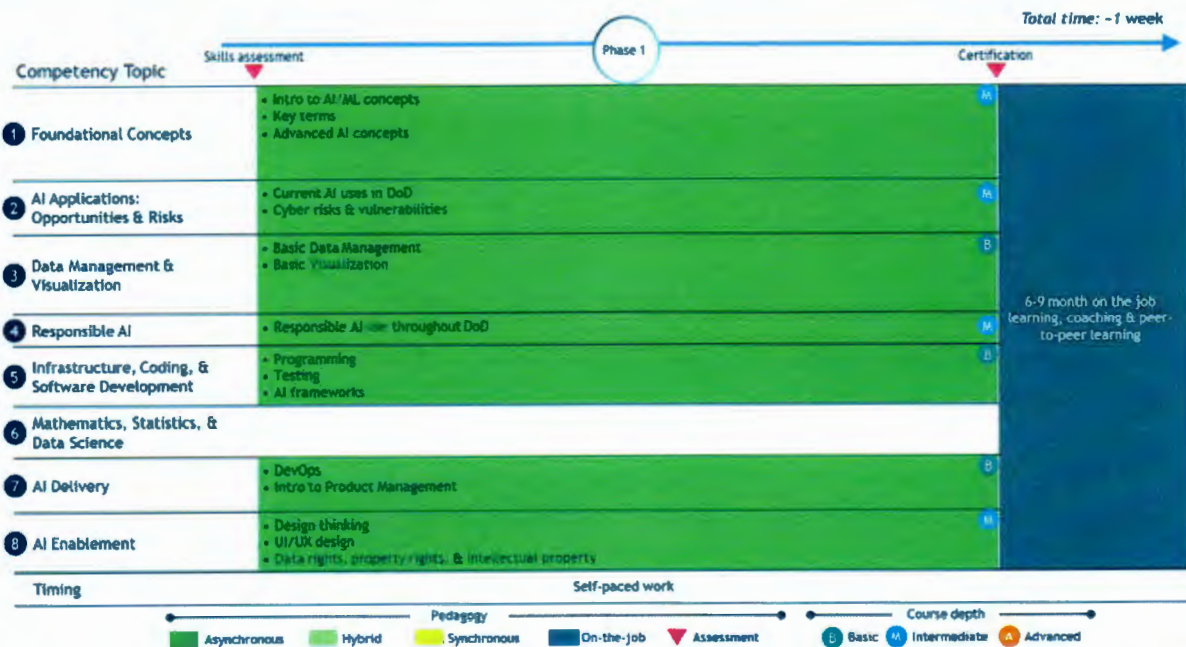 Total time: ~1 week
Phase 1
Skills assessment
Certification
Competency Topic
1 Foundational Concepts
• Intro to AI/ML concepts
• Key terms
• Advanced AI concepts
M
2 AI Applications:
Opportunities & Risks
• Current AI uses in DoD
• Cyber risks & vulnerabilities
M
3 Data Management &
Visualization
• Basic Data Management
• Basic Visualization
B
4 Responsible AI
• Responsible AI use throughout DoD
M
5 Infrastructure, Coding, &
Software Development
• Programming
• Testing
• AI frameworks
B
6 Mathematics, Statistics, &
Data Science
7 AI Delivery
• DevOps
• Intro to Product Management
B
8 AI Enablement
• Design thinking
• UI/UX design
• Data rights, property rights, & intellectual property
M
6-9 month on the job
learning, coaching & peer-
to-peer learning
Timing
Self-paced work
Pedagogy
Course depth
Asynchronous
Hybrid
Synchronous
On-the-job
Assessment
B Basic
M Intermediate
A Advanced